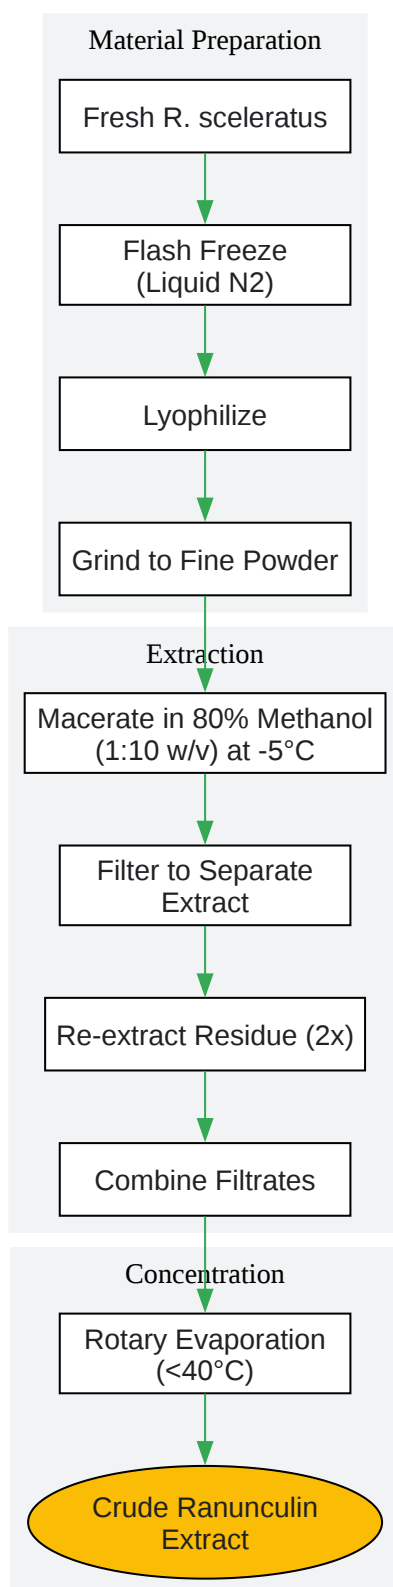 Material Preparation
Fresh R. sceleratus
Flash Freeze
(Liquid N2)
Lyophilize
Grind to Fine Powder
Extraction
Macerate in 80% Methanol
(1:10 w/v) at -5°C
Filter to Separate
Extract
Re-extract Residue (2x)
Combine Filtrates
Concentration
Rotary Evaporation
(<40°C)
Crude Ranunculin
Extract